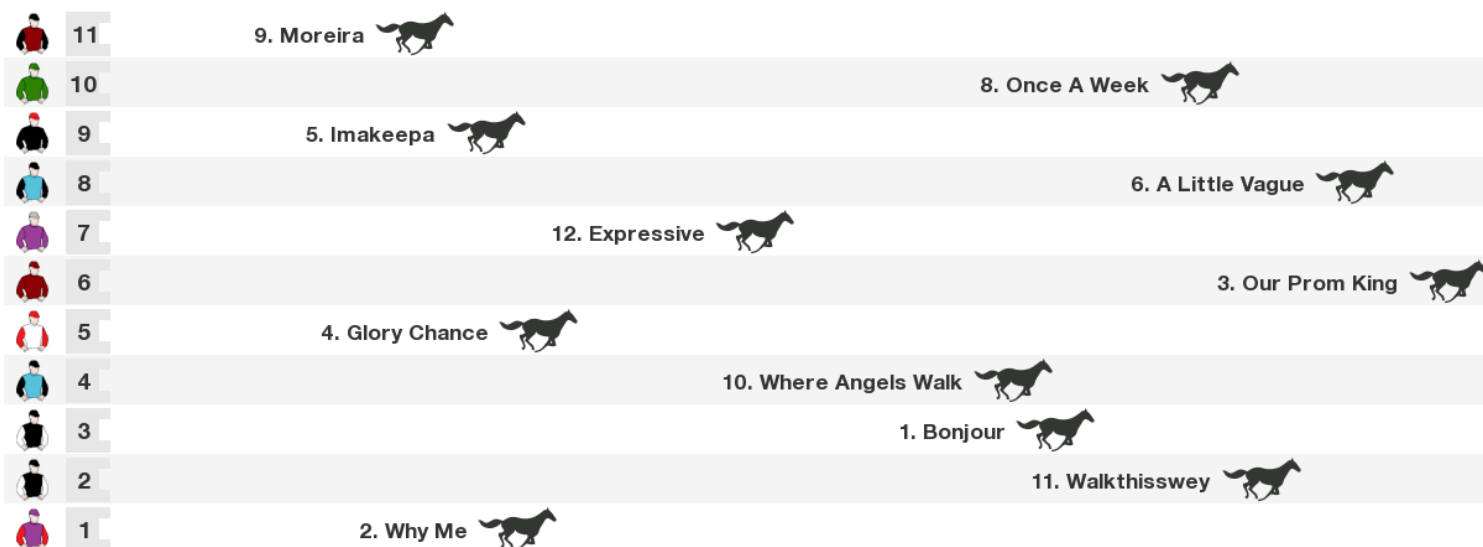 11 9. Moreira
10 8. Once A Week
9 5. Imakeepa
8 6. A Little Vague
7 12. Expressive
6 3. Our Prom King
5 4. Glory Chance
4 10. Where Angels Walk
3 1. Bonjour
2 11. Walkthisswey
1 2. Why Me